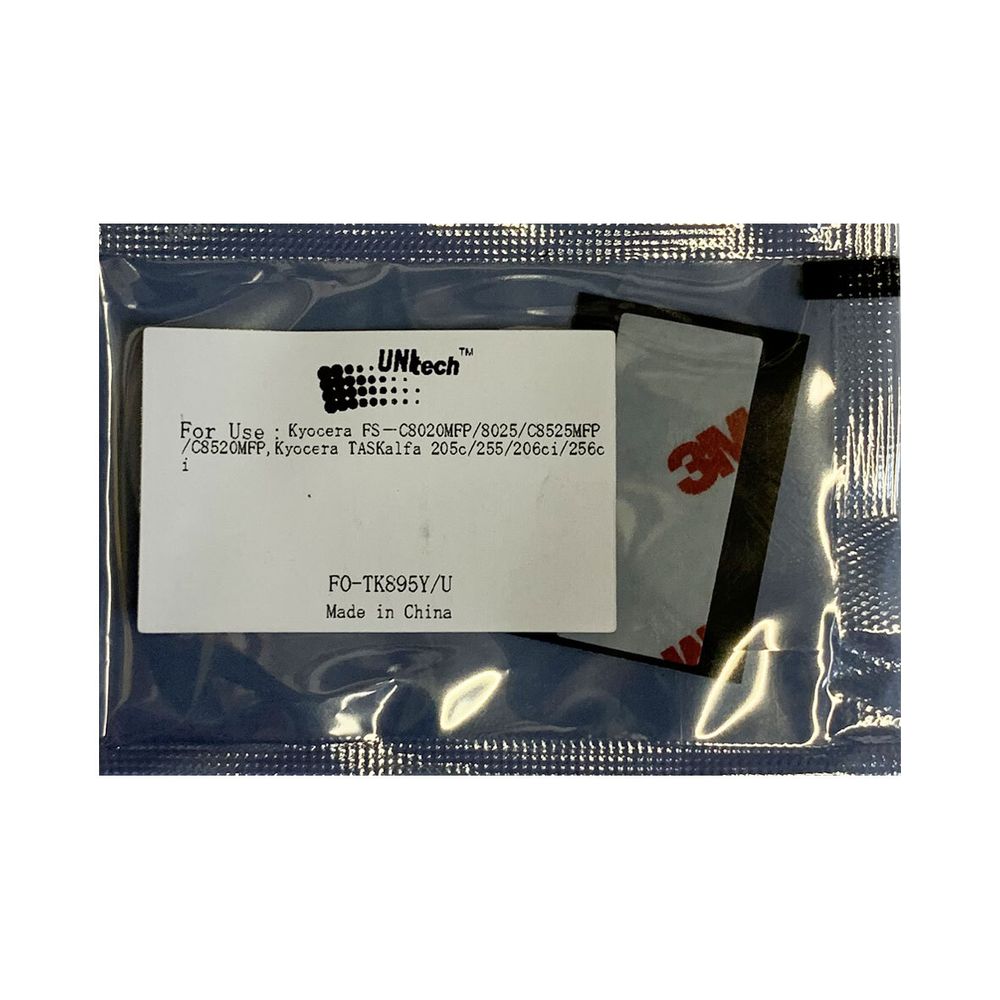 UNItech™
For Use : Kyocera FS-C8020MFP/8025/C8525MFP
/C8520MFP,Kyocera TASKalfa 205c/255/206ci/256c
i
3M
3M
FO-TK895Y/U
Made in China